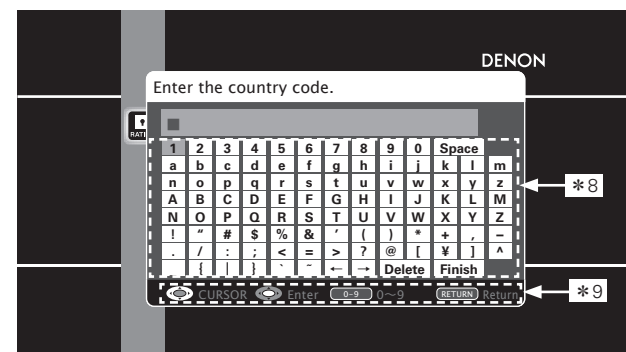 DENON
Enter the country code.
RATI
1 2 3 4 5 6 7 8 9 0 Space
a b c d e f g h i j k l m
n o p q r s t u v w x y z
A B C D E F G H I J K L M
N O P Q R S T U V W X Y Z
! “ # $ % & ′ ( ) * + , –
. / : ; < = > ? @ [ ¥ ] ^
_ { | } ` ~ ← → Delete Finish
CURSOR Enter 0–9 0～9 RETURN Return
*8
*9